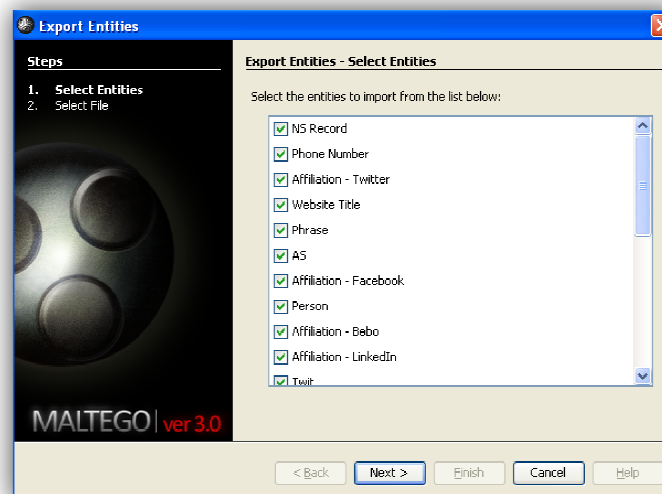 Export Entities
Steps
1. Select Entities
2. Select File
Export Entities - Select Entities
Select the entities to import from the list below:
NS Record
Phone Number
Affiliation - Twitter
Website Title
Phrase
AS
Affiliation - Facebook
Person
Affiliation - Bebo
Affiliation - LinkedIn
Twit
MALTEGO ver 3.0
< Back Next > Finish Cancel Help